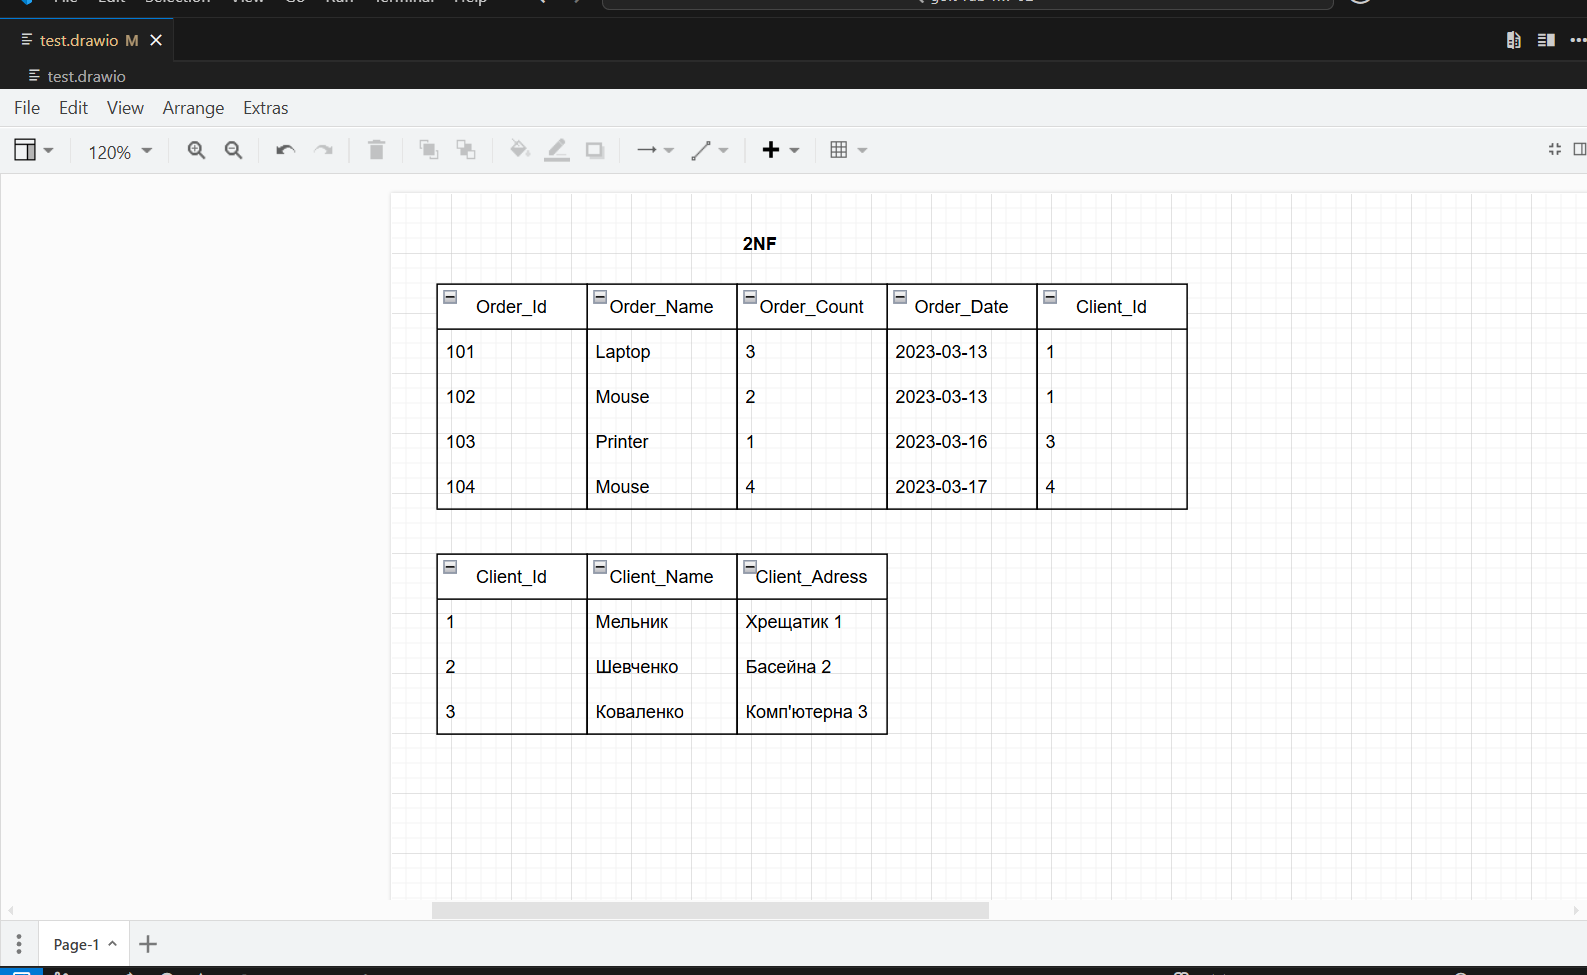 test.drawio M
test.drawio
File Edit View Arrange Extras
120%
2NF
Order_Id Order_Name Order_Count Order_Date Client_Id
101 Laptop 3 2023-03-13 1
102 Mouse 2 2023-03-13 1
103 Printer 1 2023-03-16 3
104 Mouse 4 2023-03-17 4
Client_Id Client_Name Client_Adress
1 Мельник Хрещатик 1
2 Шевченко Басейна 2
3 Коваленко Комп'ютерна 3
Page-1